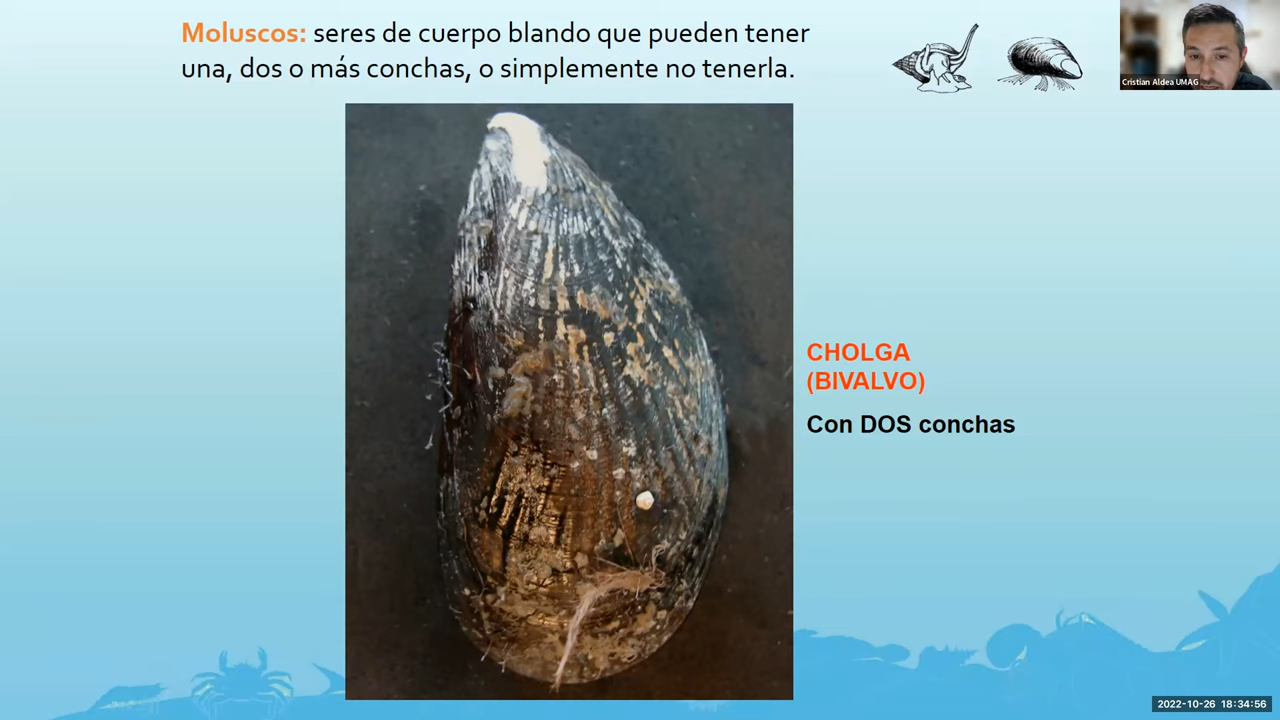 Moluscos: seres de cuerpo blando que pueden tener
una, dos o más conchas, o simplemente no tenerla.
Cristian Aldea UMAG
CHOLGA
(BIVALVO)
Con DOS conchas
2022-10-26 18:34:56